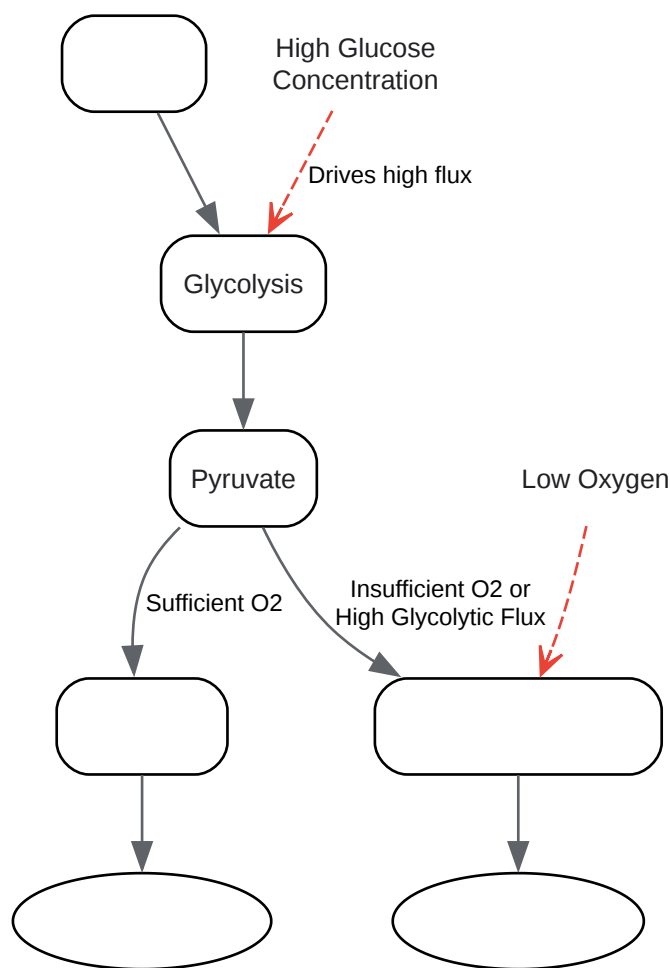 High Glucose
Concentration
Drives high flux
Glycolysis
Pyruvate
Low Oxygen
Sufficient O2
Insufficient O2 or
High Glycolytic Flux